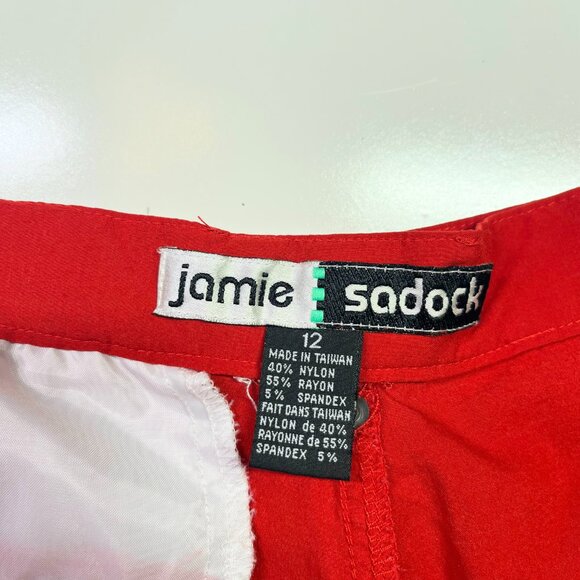 jamie sadock
12
MADE IN TAIWAN
40% NYLON
55% RAYON
5% SPANDEX
FAIT DANS TAIWAN
NYLON de 40%
RAYONNE de 55%
SPANDEX 5%